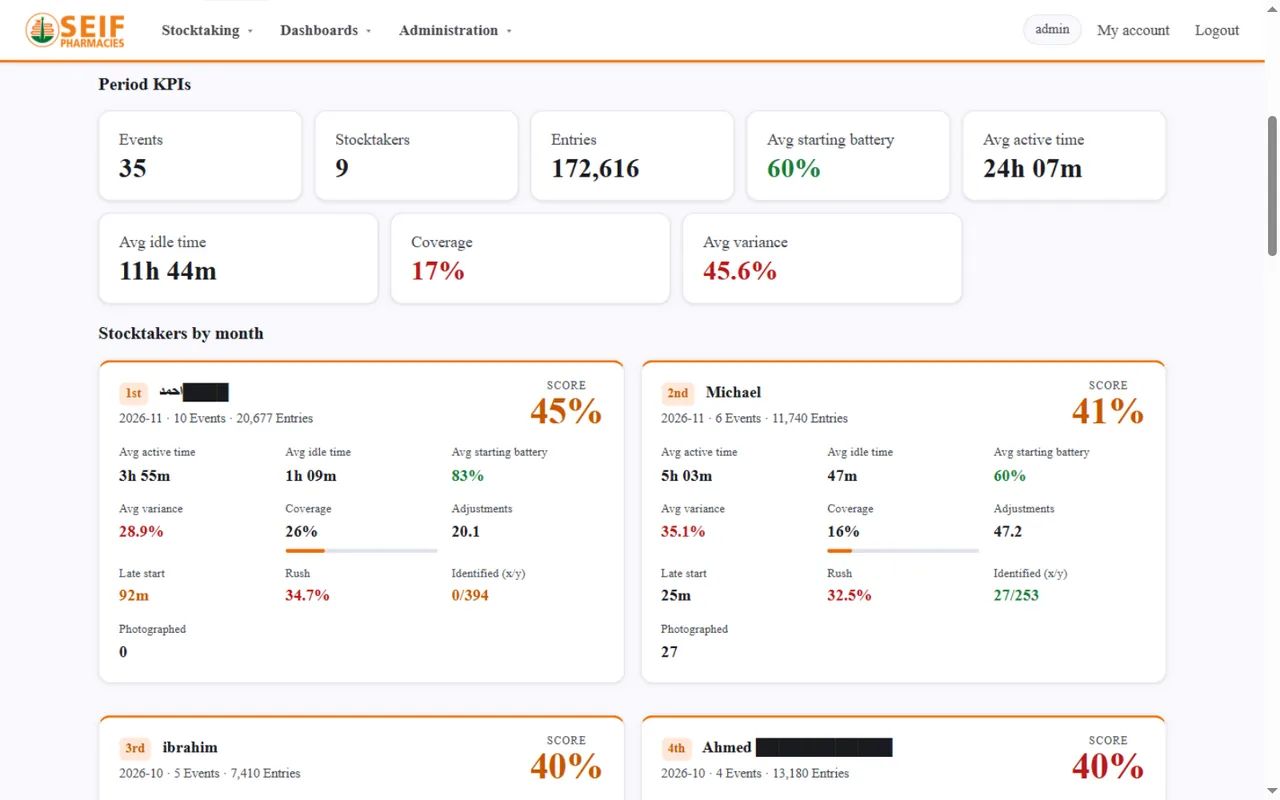 SEIF
PHARMACIES
Stocktaking
Dashboards
Administration
admin
My account
Logout
Period KPIs
Events
35
Stocktakers
9
Entries
172,616
Avg starting battery
60%
Avg active time
24h 07m
Avg idle time
11h 44m
Coverage
17%
Avg variance
45.6%
Stocktakers by month
1st احمد
2026-11 · 10 Events · 20,677 Entries
SCORE
45%
Avg active time
3h 55m
Avg idle time
1h 09m
Avg starting battery
83%
Avg variance
28.9%
Coverage
26%
Adjustments
20.1
Late start
92m
Rush
34.7%
Identified (x/y)
0/394
Photographed
0
2nd Michael
2026-11 · 6 Events · 11,740 Entries
SCORE
41%
Avg active time
5h 03m
Avg idle time
47m
Avg starting battery
60%
Avg variance
35.1%
Coverage
16%
Adjustments
47.2
Late start
25m
Rush
32.5%
Identified (x/y)
27/253
Photographed
27
3rd ibrahim
2026-10 · 5 Events · 7,410 Entries
SCORE
40%
4th Ahmed
2026-10 · 4 Events · 13,180 Entries
SCORE
40%